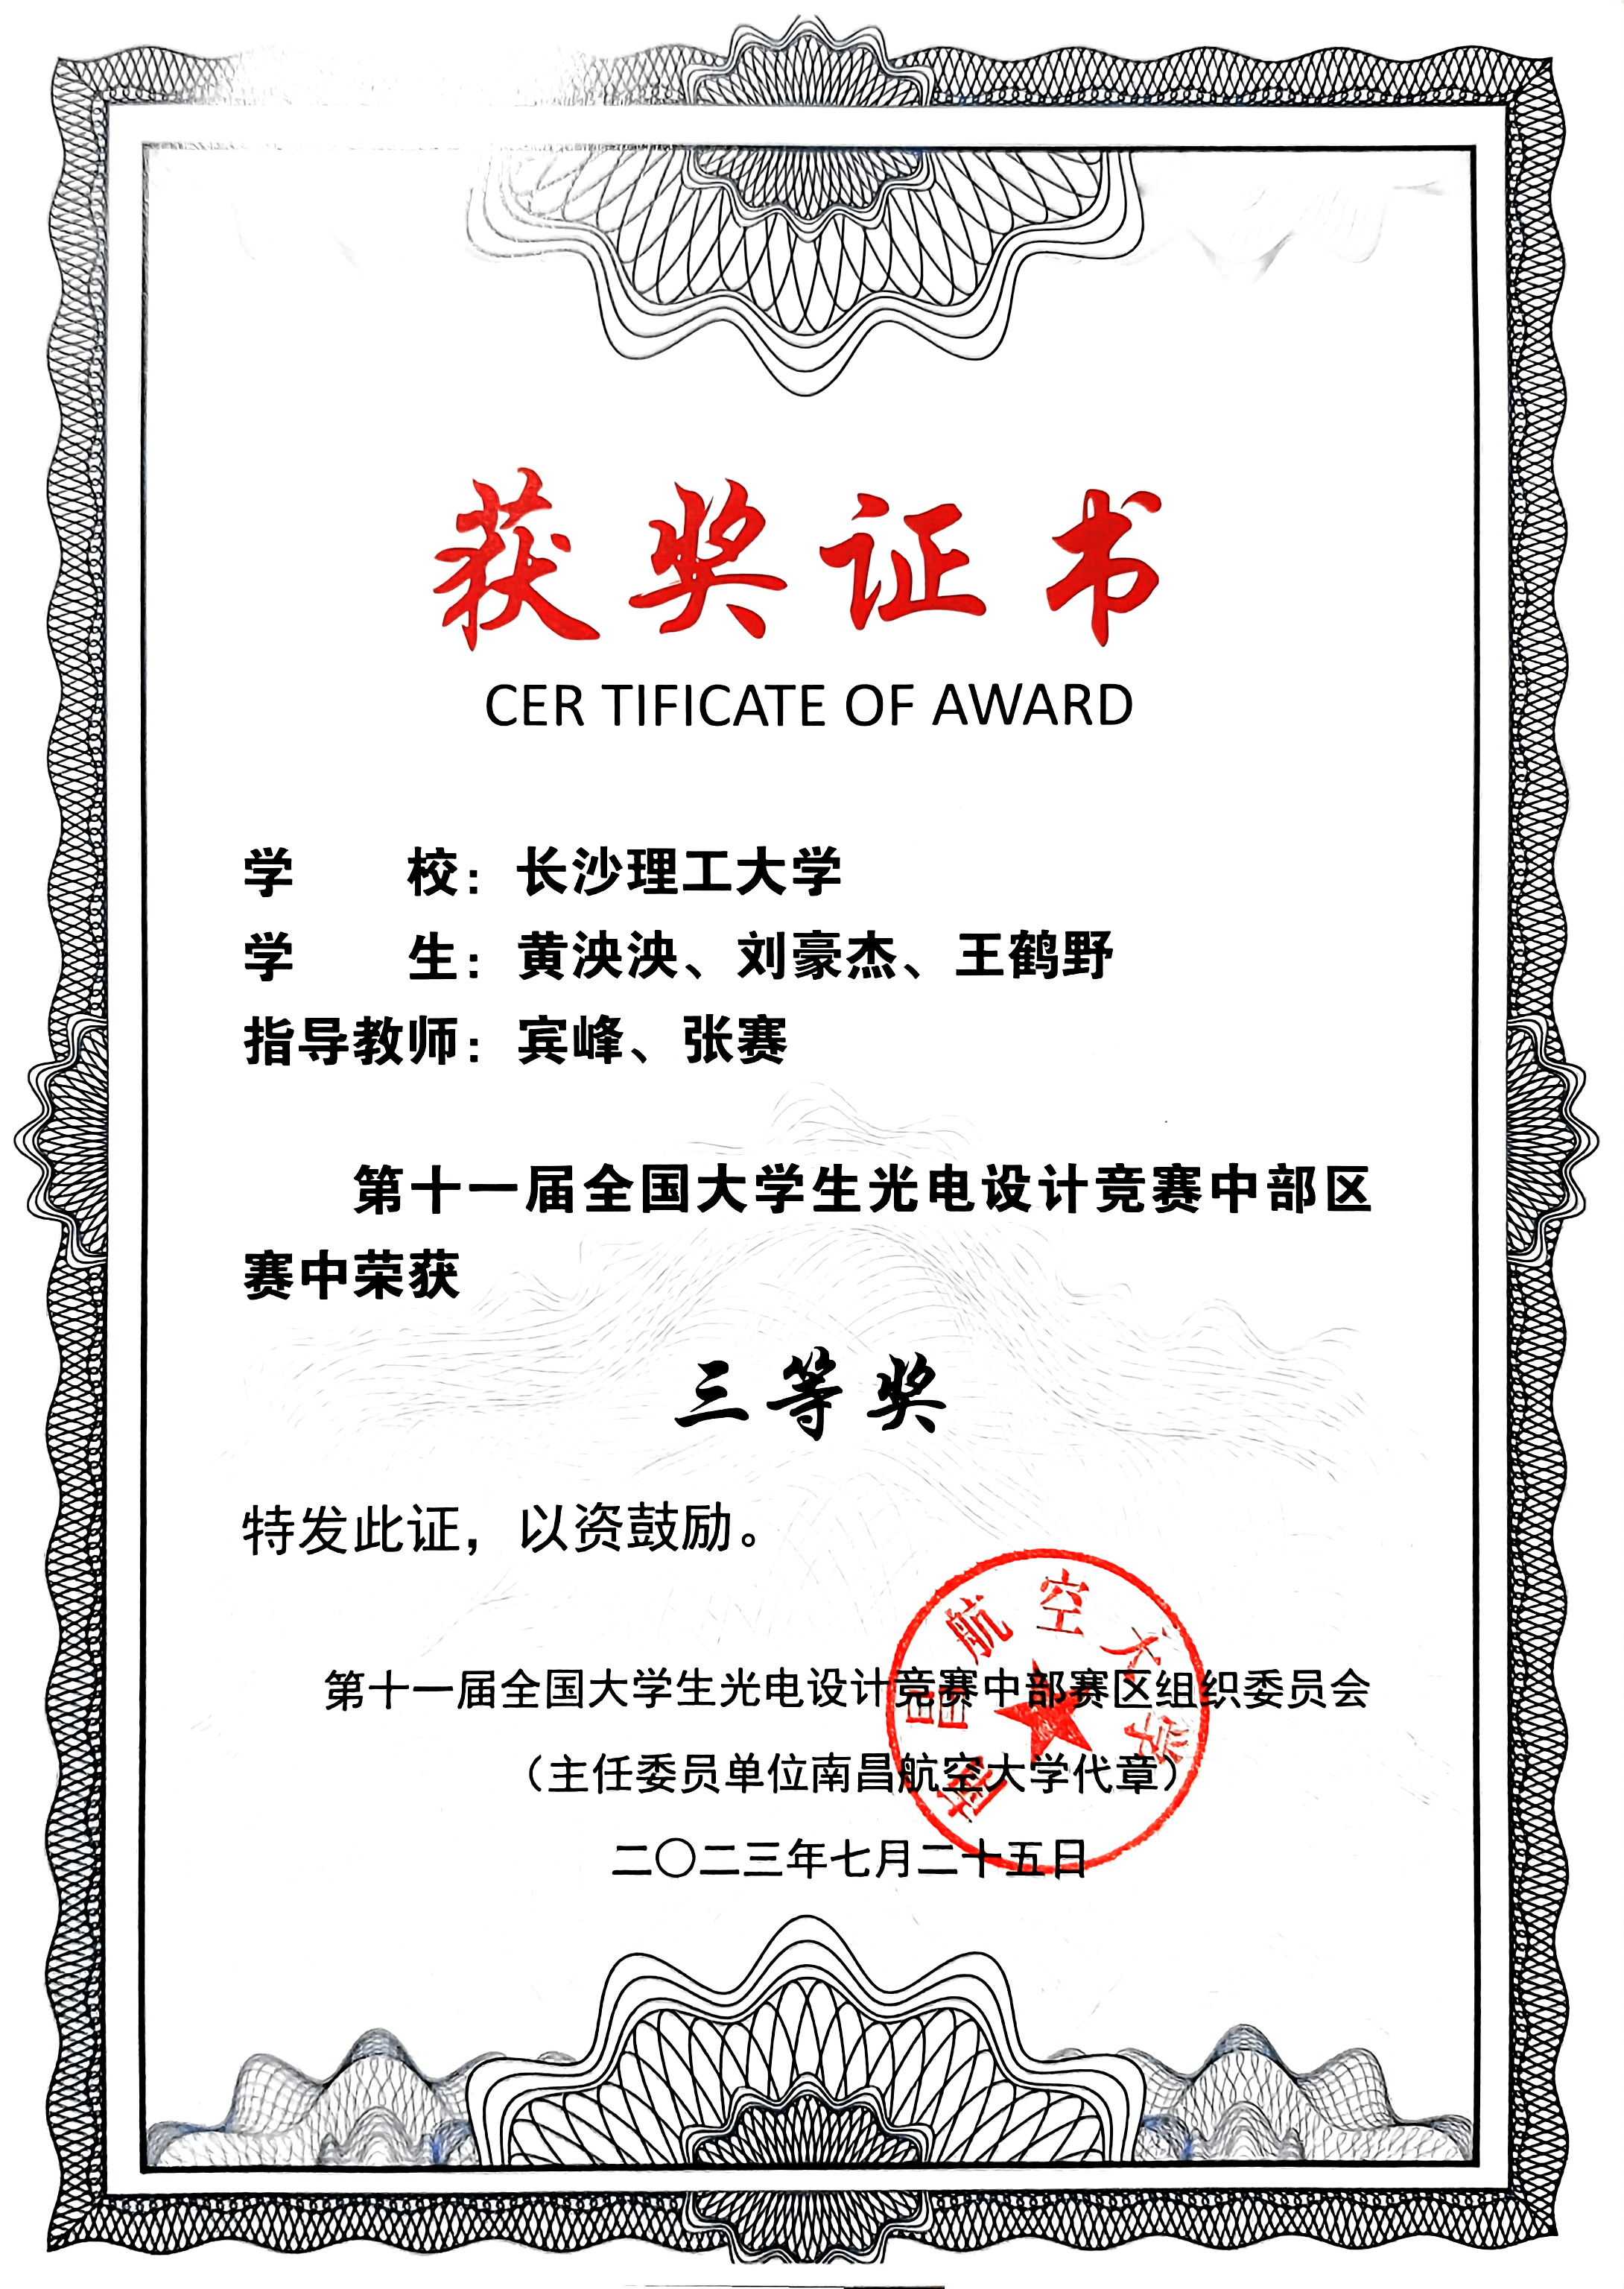 获奖证书
CER TIFICATE OF AWARD
学　　校：长沙理工大学
学　　生：黄泱泱、刘豪杰、王鹤野
指导教师：宾峰、张赛
第十一届全国大学生光电设计竞赛中部区
赛中荣获
三等奖
特发此证，以资鼓励。
第十一届全国大学生光电设计竞赛中部赛区组织委员会
（主任委员单位南昌航空大学代章）
二〇二三年七月二十五日
南昌航空大学